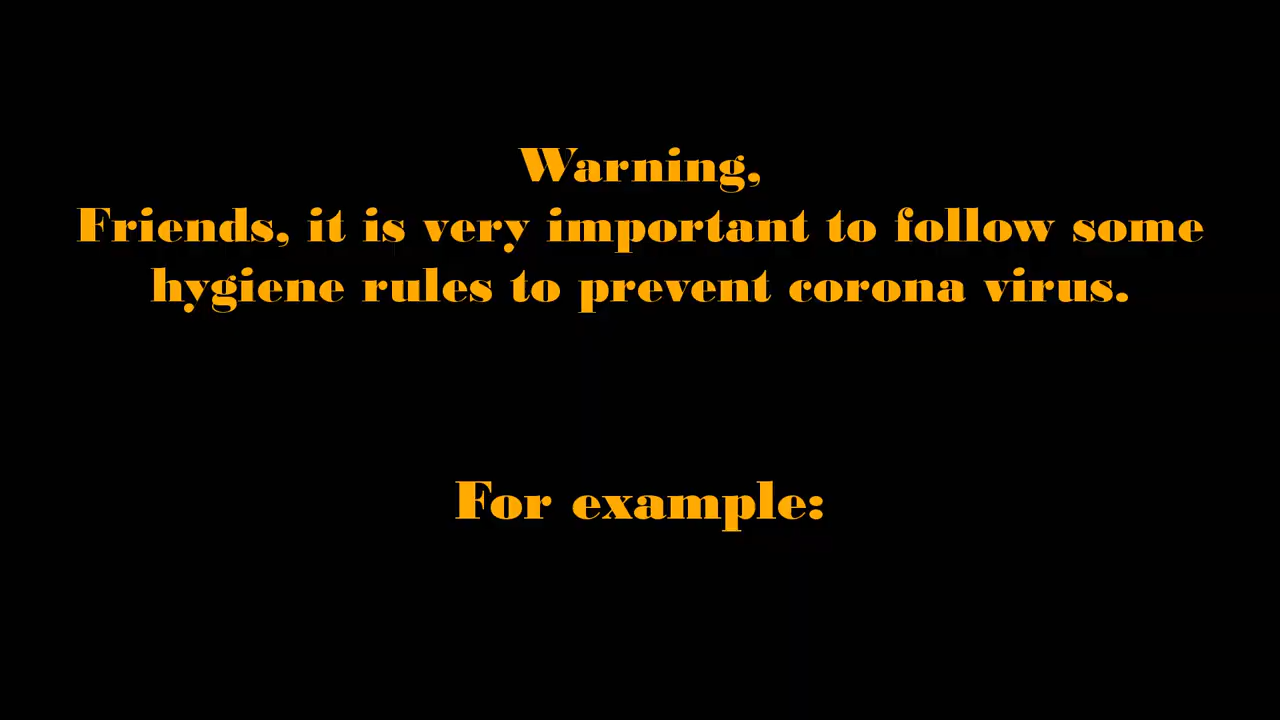 Warning,
Friends, it is very important to follow some
hygiene rules to prevent corona virus.
For example: